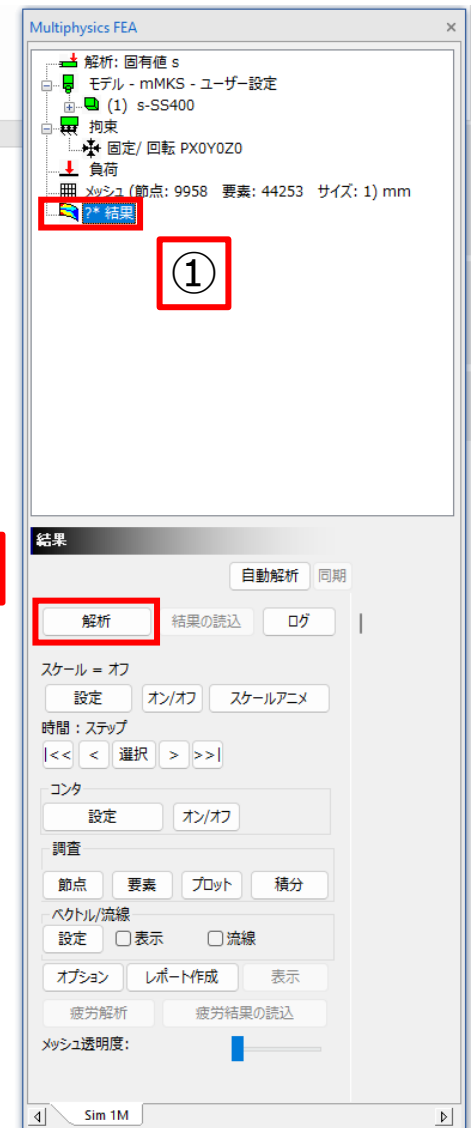 Multiphysics FEA ×
解析: 固有値 s
モデル - mMKS - ユーザー設定
(1) s-SS400
拘束
固定/ 回転 PX0Y0Z0
負荷
メッシュ (節点: 9958 要素: 44253 サイズ: 1) mm
?* 結果
①
結果
自動解析 同期
解析 結果の読込 ログ
スケール = オフ
設定 オン/オフ スケールアニメ
時間 : ステップ
|<< < 選択 > >>|
コンタ
設定 オン/オフ
調査
節点 要素 プロット 積分
ベクトル/流線
設定 表示 流線
オプション レポート作成 表示
疲労解析 疲労結果の読込
メッシュ透明度:
Sim 1M